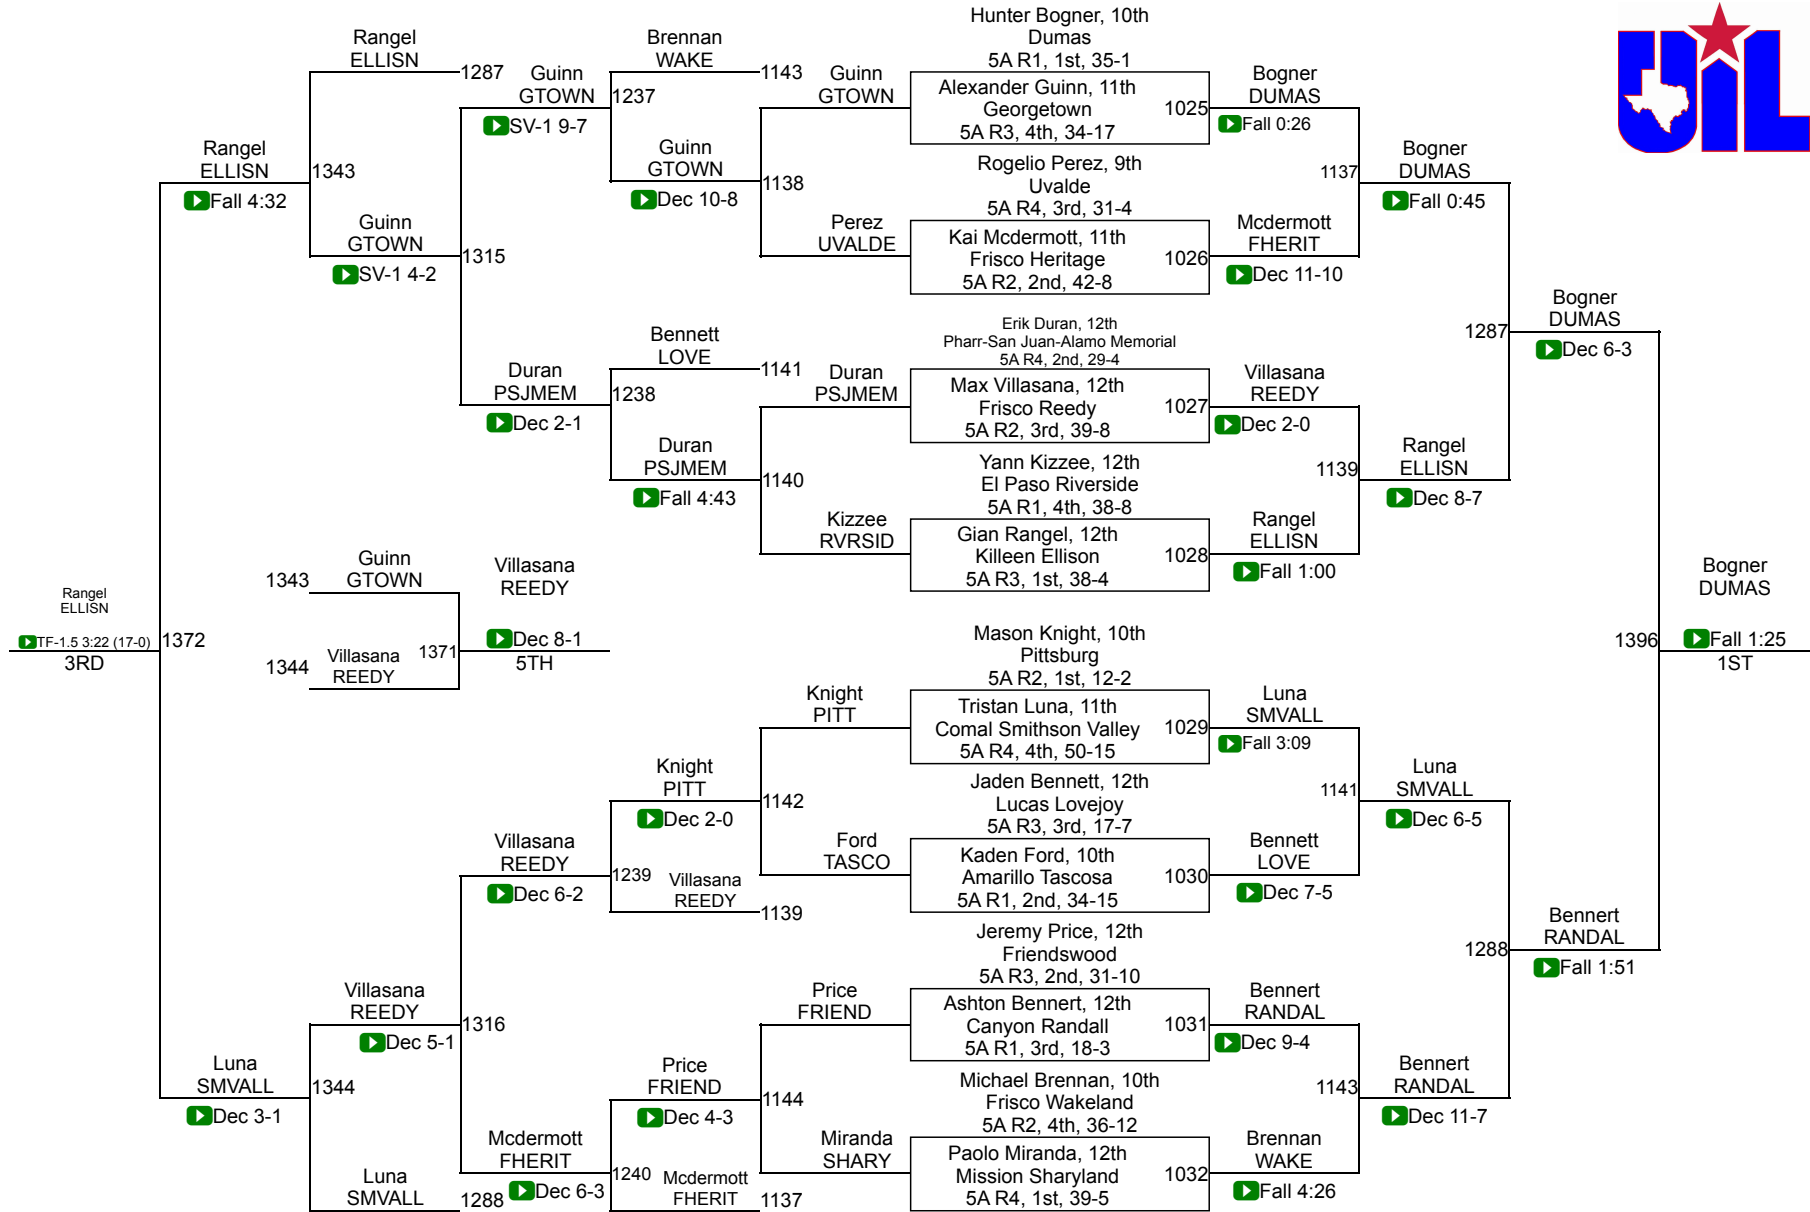 Hunter Bogner, 10th
Dumas
5A R1, 1st, 35-1
Alexander Guinn, 11th
Georgetown
5A R3, 4th, 34-17
1025
Rogelio Perez, 9th
Uvalde
5A R4, 3rd, 31-4
Kai Mcdermott, 11th
Frisco Heritage
5A R2, 2nd, 42-8
1026
Erik Duran, 12th
Pharr-San Juan-Alamo Memorial
5A R4, 2nd, 29-4
Max Villasana, 12th
Frisco Reedy
5A R2, 3rd, 39-8
1027
Yann Kizzee, 12th
El Paso Riverside
5A R1, 4th, 38-8
Gian Rangel, 12th
Killeen Ellison
5A R3, 1st, 38-4
1028
Mason Knight, 10th
Pittsburg
5A R2, 1st, 12-2
Tristan Luna, 11th
Comal Smithson Valley
5A R4, 4th, 50-15
1029
Jaden Bennett, 12th
Lucas Lovejoy
5A R3, 3rd, 17-7
Kaden Ford, 10th
Amarillo Tascosa
5A R1, 2nd, 34-15
1030
Jeremy Price, 12th
Friendswood
5A R3, 2nd, 31-10
Ashton Bennert, 12th
Canyon Randall
5A R1, 3rd, 18-3
1031
Michael Brennan, 10th
Frisco Wakeland
5A R2, 4th, 36-12
Paolo Miranda, 12th
Mission Sharyland
5A R4, 1st, 39-5
1032
Bogner
DUMAS
Fall 0:26
1137
Mcdermott
FHERIT
Dec 11-10
Villasana
REEDY
Dec 2-0
1139
Rangel
ELLISN
Fall 1:00
Luna
SMVALL
Fall 3:09
1141
Bennett
LOVE
Dec 7-5
Bennert
RANDAL
Dec 9-4
1143
Brennan
WAKE
Fall 4:26
Bogner
DUMAS
Fall 0:45
1287
Rangel
ELLISN
Dec 8-7
Luna
SMVALL
Dec 6-5
1288
Bennert
RANDAL
Dec 11-7
Bogner
DUMAS
Dec 6-3
1396
Bennert
RANDAL
Fall 1:51
Bogner
DUMAS
Fall 1:25
1ST
UIL
Guinn
GTOWN
1138
Perez
UVALDE
Duran
PSJMEM
1140
Kizzee
RVRSID
Knight
PITT
1142
Ford
TASCO
Price
FRIEND
1144
Miranda
SHARY
Brennan
WAKE
1143
1237
Guinn
GTOWN
Dec 10-8
Bennett
LOVE
1141
1238
Duran
PSJMEM
Fall 4:43
Knight
PITT
Dec 2-0
1239
Villasana
REEDY
1139
Price
FRIEND
Dec 4-3
1240
Mcdermott
FHERIT
1137
Guinn
GTOWN
SV-1 9-7
1315
Duran
PSJMEM
Dec 2-1
Villasana
REEDY
Dec 6-2
1316
Mcdermott
FHERIT
Dec 6-3
Rangel
ELLISN
1287
1343
Guinn
GTOWN
SV-1 4-2
Villasana
REEDY
Dec 5-1
1344
Luna
SMVALL
1288
Rangel
ELLISN
Fall 4:32
1372
Luna
SMVALL
Dec 3-1
Rangel
ELLISN
TF-1.5 3:22 (17-0)
3RD
1343
Guinn
GTOWN
1371
1344
Villasana
REEDY
Villasana
REEDY
Dec 8-1
5TH